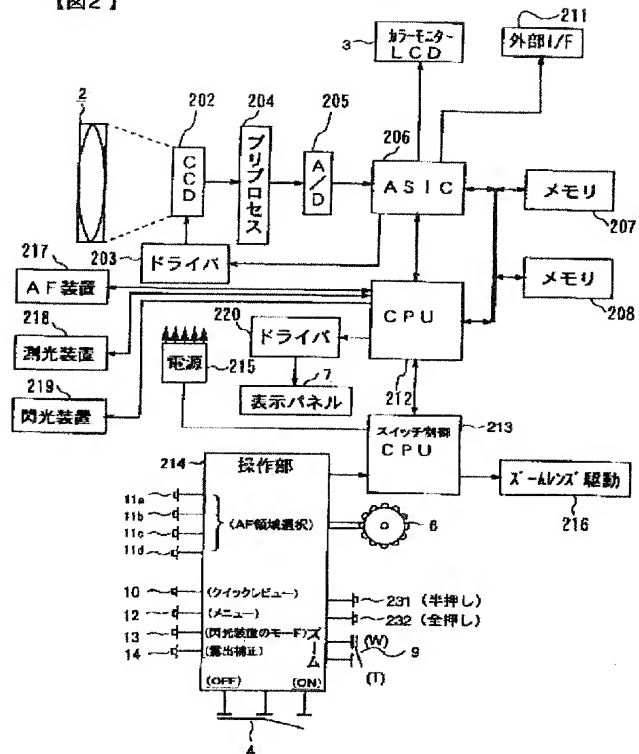 【図2】
カラーモニター
LCD
3
211
外部I/F
2
202
CCD
204
プリプロセス
205
A/D
206
ASIC
メモリ
207
メモリ
208
203
ドライバ
217
AF装置
218
測光装置
219
閃光装置
CPU
212
220
ドライバ
7
表示パネル
電源
215
スイッチ制御
CPU
213
ズームレンズ駆動
216
214
操作部
11a
11b
11c
11d
(AF領域選択)
6
10
(クイックレビュー)
12
(メニュー)
13
(閃光装置のモード)
14
(露出補正)
ズーム
231 (半押し)
232 (全押し)
(W)
9
(T)
(OFF)
(ON)
4